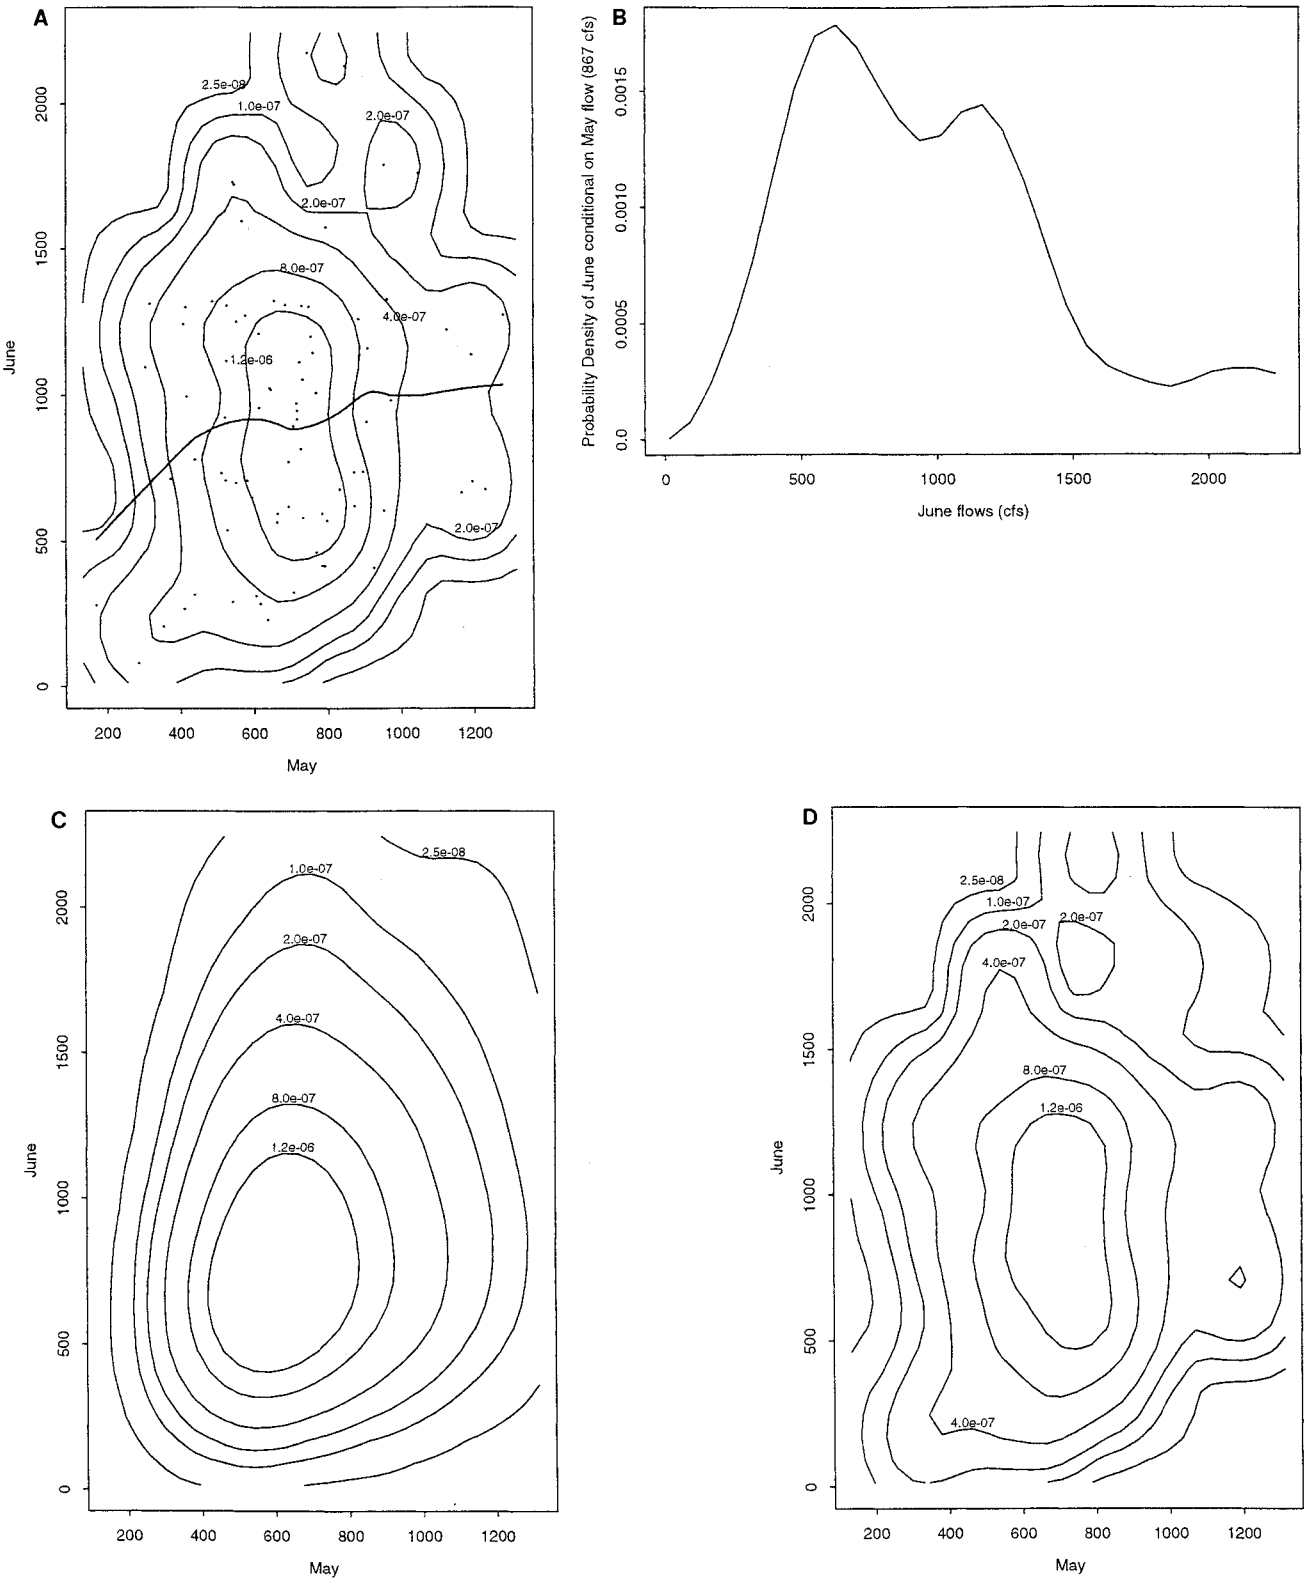 A
2.5e-08
1.0e-07
2.0e-07
2.0e-07
8.0e-07
4.0e-07
1.2e-06
2.0e-07
0
500
1000
1500
2000
June
200
400
600
800
1000
1200
May
B
Probability Density of June conditional on May flow (867 cfs)
0.0
0.0005
0.0010
0.0015
0
500
1000
1500
2000
June flows (cfs)
C
2.5e-08
1.0e-07
2.0e-07
4.0e-07
8.0e-07
1.2e-06
0
500
1000
1500
2000
June
200
400
600
800
1000
1200
May
D
2.5e-08
1.0e-07
2.0e-07
2.0e-07
4.0e-07
8.0e-07
1.2e-06
4.0e-07
0
500
1000
1500
2000
June
200
400
600
800
1000
1200
May